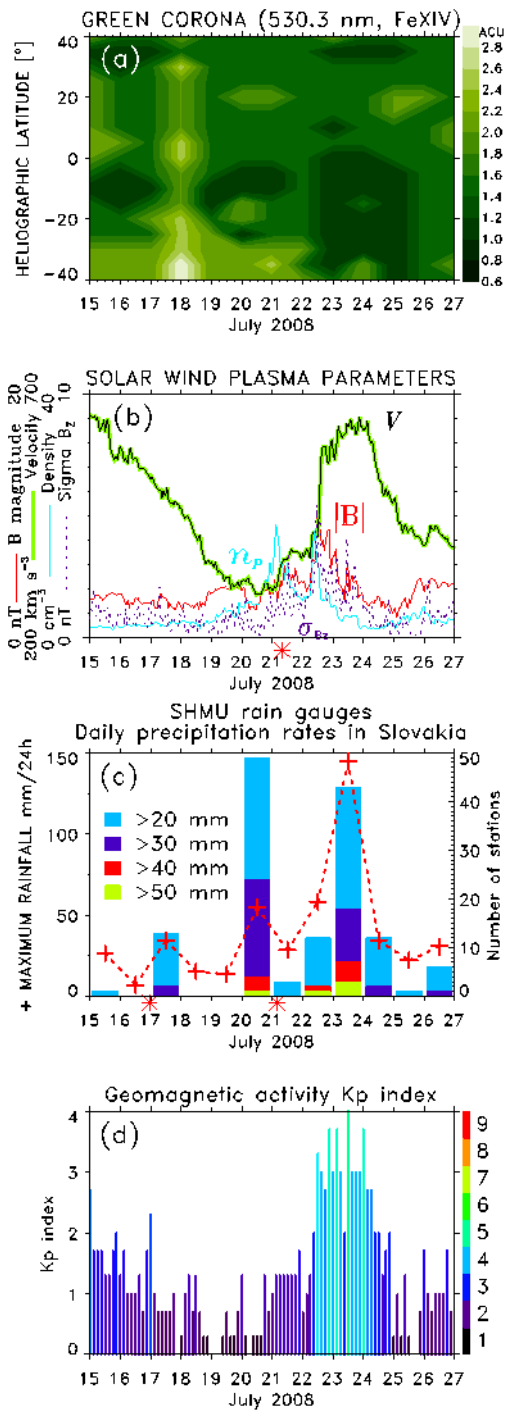 GREEN CORONA (530.3 nm, FeXIV)
(a)
HELIOGRAPHIC LATITUDE [°]
40
20
0
−20
−40
15 16 17 18 19 20 21 22 23 24 25 26 27
July 2008
ACU
2.8
2.6
2.4
2.2
2.0
1.8
1.6
1.4
1.2
1.0
0.8
0.6
SOLAR WIND PLASMA PARAMETERS
(b)
V
|B|
n_p
σ_Bz
0 nT B magnitude 20
200 km s⁻³ Velocity 700
0 cm⁻³ Density 40
0 nT Sigma B_z 10
15 16 17 18 19 20 21 22 23 24 25 26 27
July 2008
SHMU rain gauges
Daily precipitation rates in Slovakia
(c)
>20 mm
>30 mm
>40 mm
>50 mm
+ MAXIMUM RAINFALL mm/24h
150
100
50
0
Number of stations
50
40
30
20
10
0
15 16 17 18 19 20 21 22 23 24 25 26 27
July 2008
Geomagnetic activity Kp index
(d)
Kp index
4
3
2
1
0
15 16 17 18 19 20 21 22 23 24 25 26 27
July 2008
9
8
7
6
5
4
3
2
1